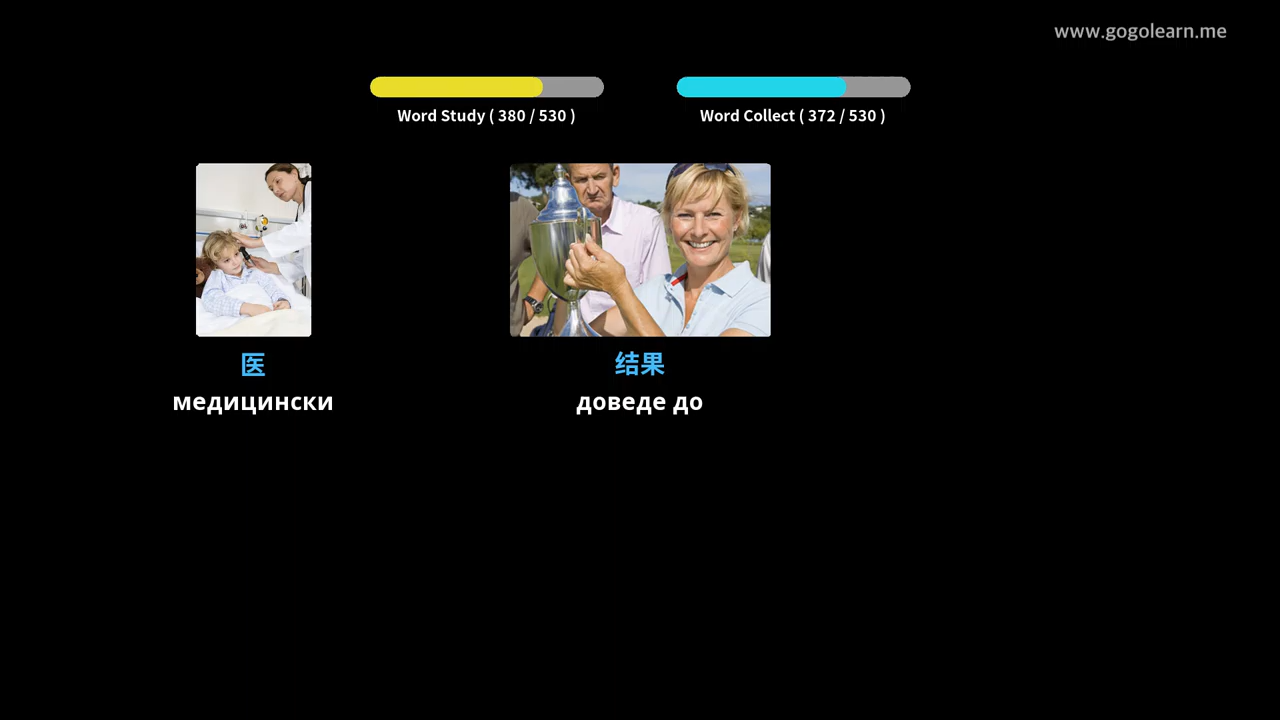 www.gogolearn.me
Word Study ( 380 / 530 )
Word Collect ( 372 / 530 )
医
медицински
结果
доведе до